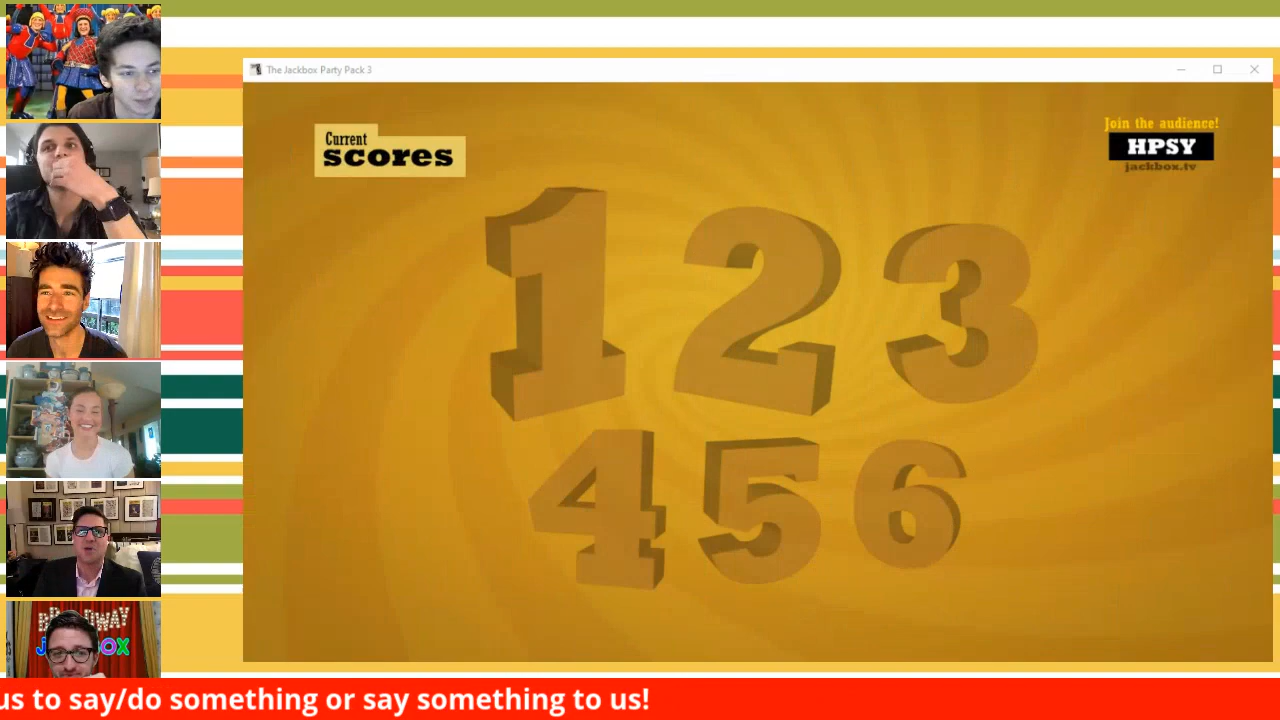 The Jackbox Party Pack 3
Current
scores
Join the audience!
HPSY
jackbox.tv
1 2 3
4 5 6
BROADWAY
us to say/do something or say something to us!